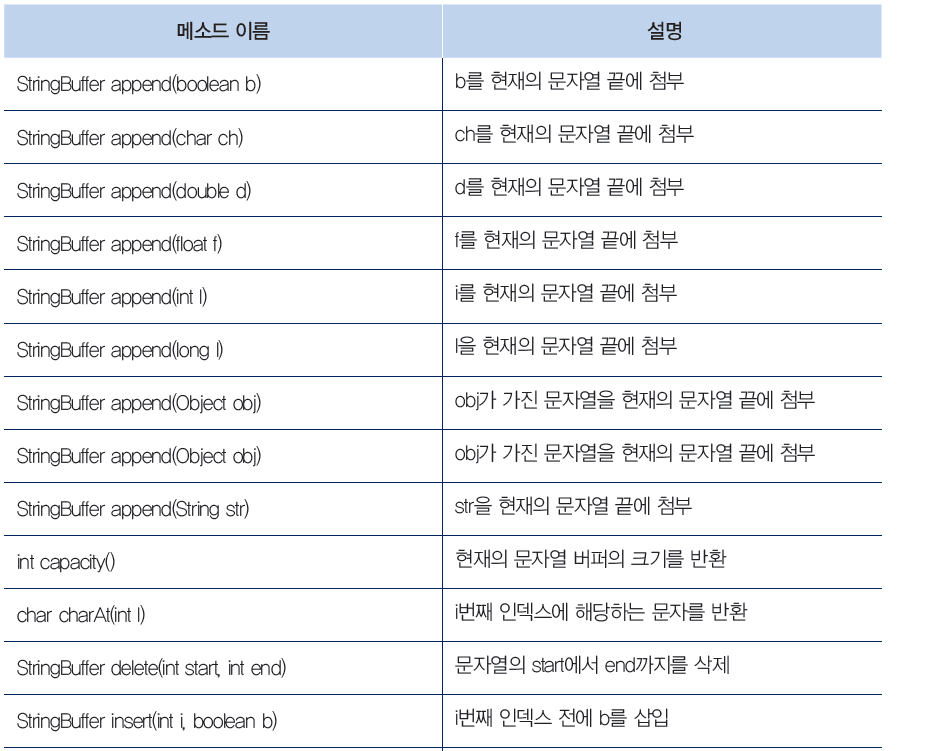 메소드 이름
설명
StringBuffer append(boolean b)
b를 현재의 문자열 끝에 첨부
StringBuffer append(char ch)
ch를 현재의 문자열 끝에 첨부
StringBuffer append(double d)
d를 현재의 문자열 끝에 첨부
StringBuffer append(float f)
f를 현재의 문자열 끝에 첨부
StringBuffer append(int I)
i를 현재의 문자열 끝에 첨부
StringBuffer append(long l)
l을 현재의 문자열 끝에 첨부
StringBuffer append(Object obj)
obj가 가진 문자열을 현재의 문자열 끝에 첨부
StringBuffer append(Object obj)
obj가 가진 문자열을 현재의 문자열 끝에 첨부
StringBuffer append(String str)
str을 현재의 문자열 끝에 첨부
int capacity()
현재의 문자열 버퍼의 크기를 반환
char charAt(int I)
i번째 인덱스에 해당하는 문자를 반환
StringBuffer delete(int start, int end)
문자열의 start에서 end까지를 삭제
StringBuffer insert(int i, boolean b)
i번째 인덱스 전에 b를 삽입